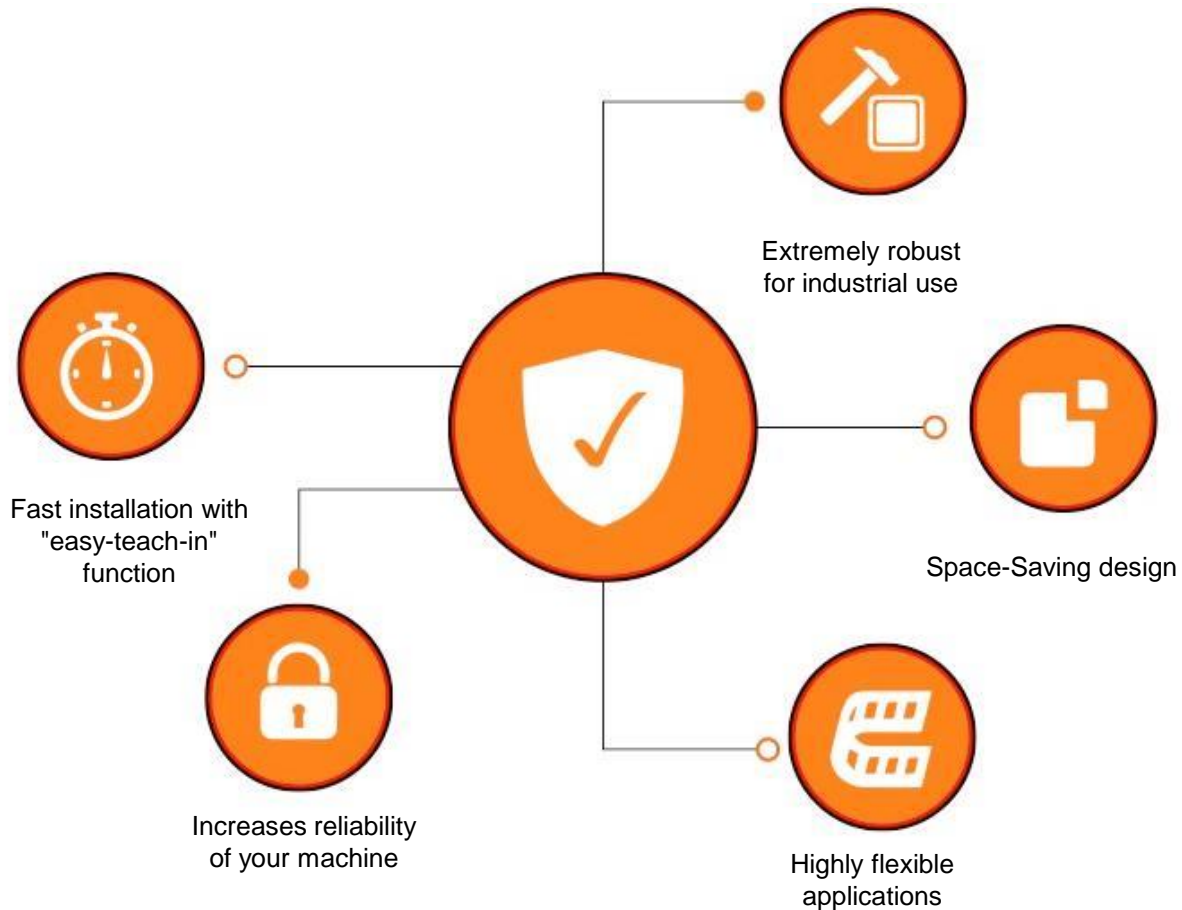 Extremely robust
for industrial use
Fast installation with
"easy-teach-in"
function
Space-Saving design
Increases reliability
of your machine
Highly flexible
applications